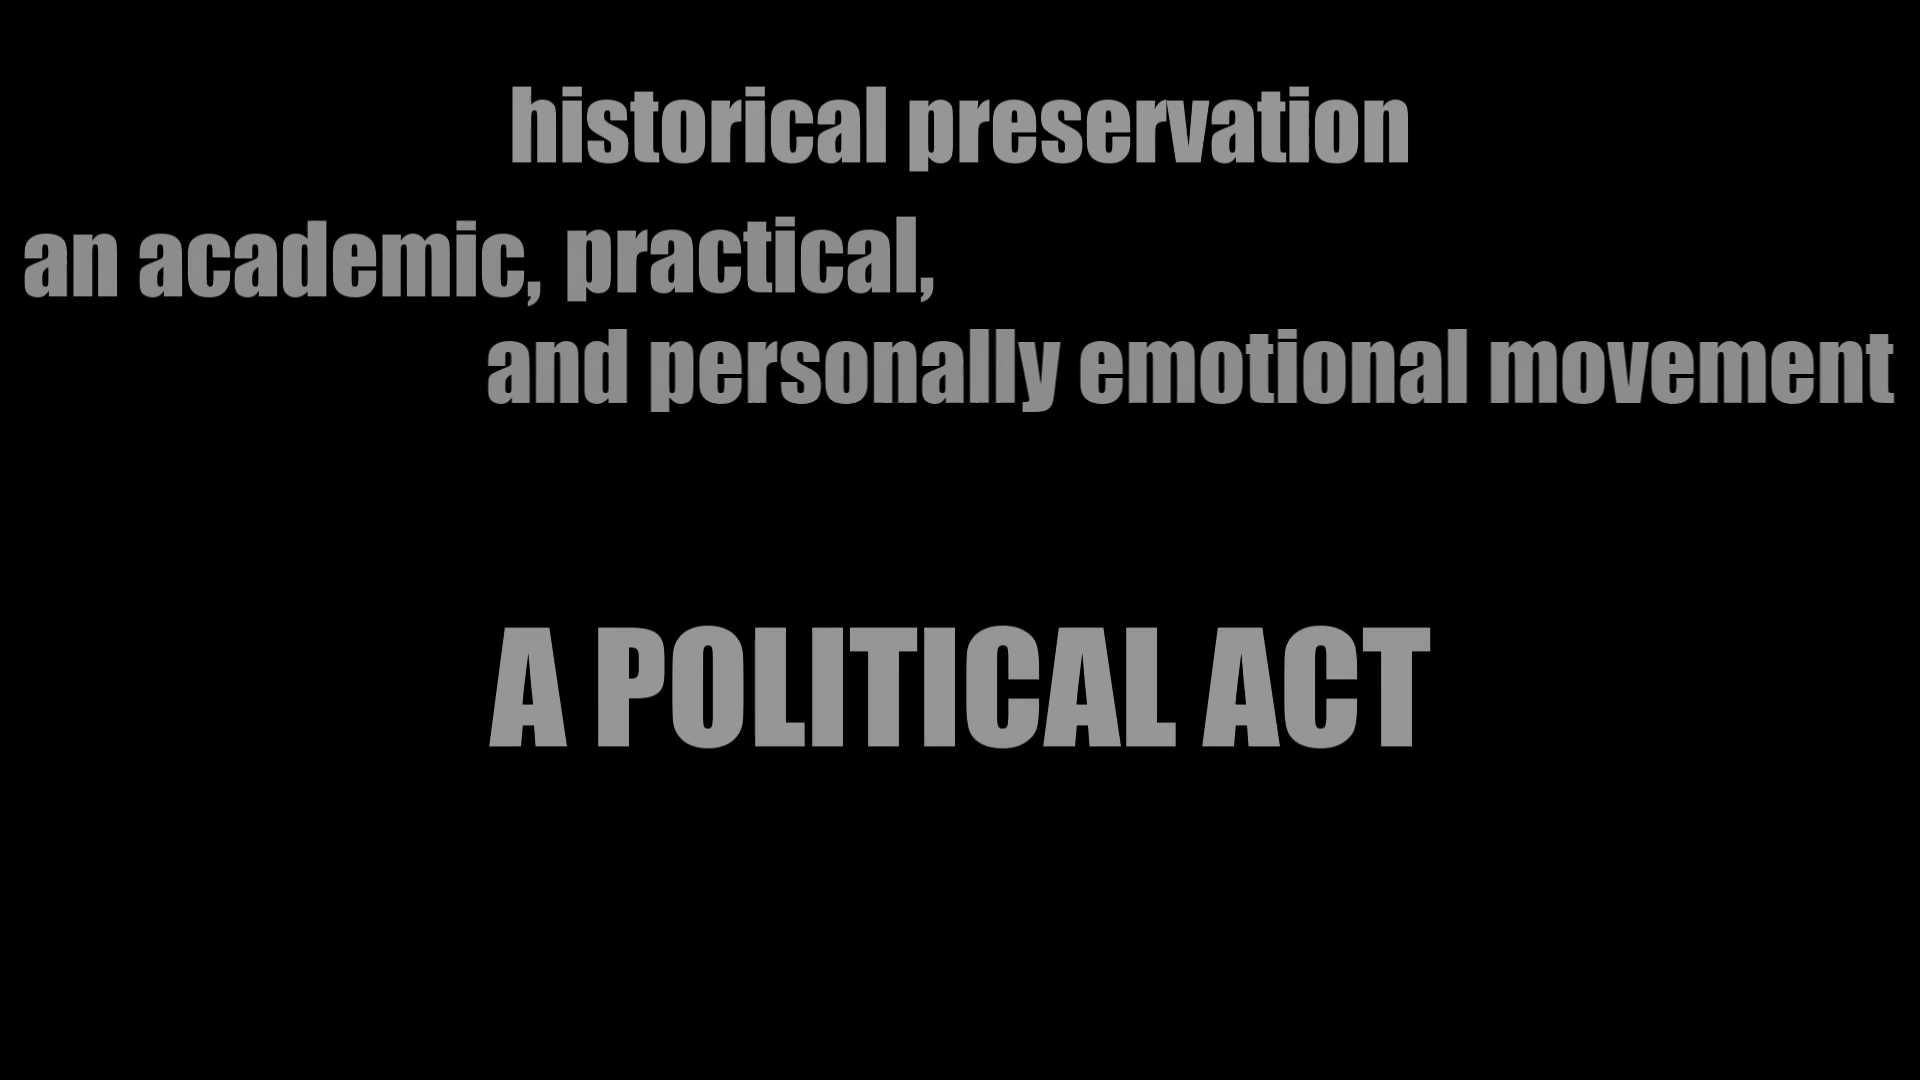 historical preservation
an academic, practical,
and personally emotional movement
A POLITICAL ACT